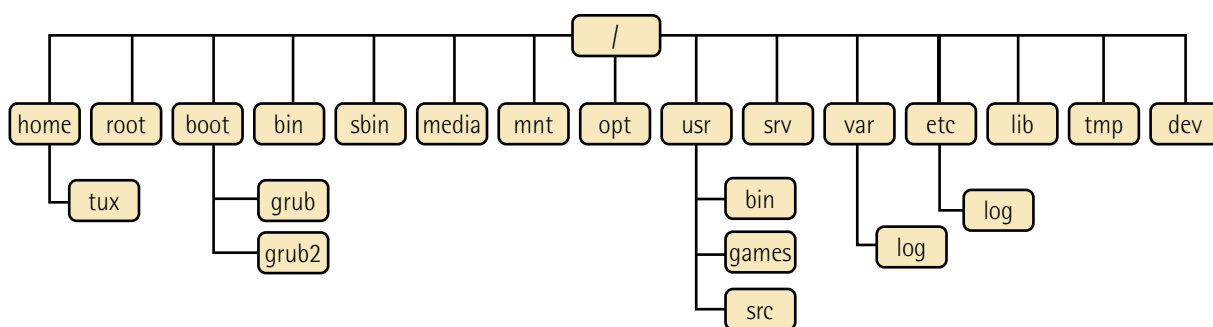 /
home root boot bin sbin media mnt opt usr srv var etc lib tmp dev
tux grub bin log
grub2 games log
src